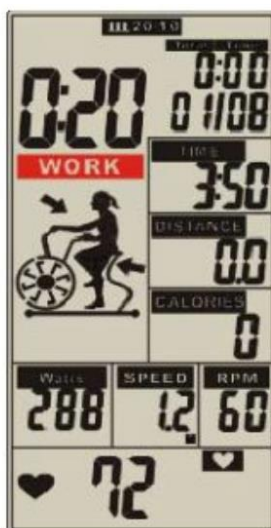 20-10
Total Time
0:20 0:00
01/08
WORK
TIME
3:50
DISTANCE
0.0
CALORIES
0
Watts SPEED RPM
288 1.2 60
72